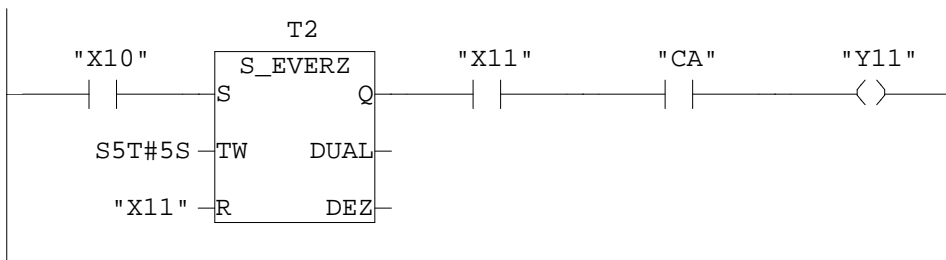 T2
"X10" S_EVERZ "X11" "CA" "Y11"
S Q
S5T#5S TW DUAL
"X11" R DEZ